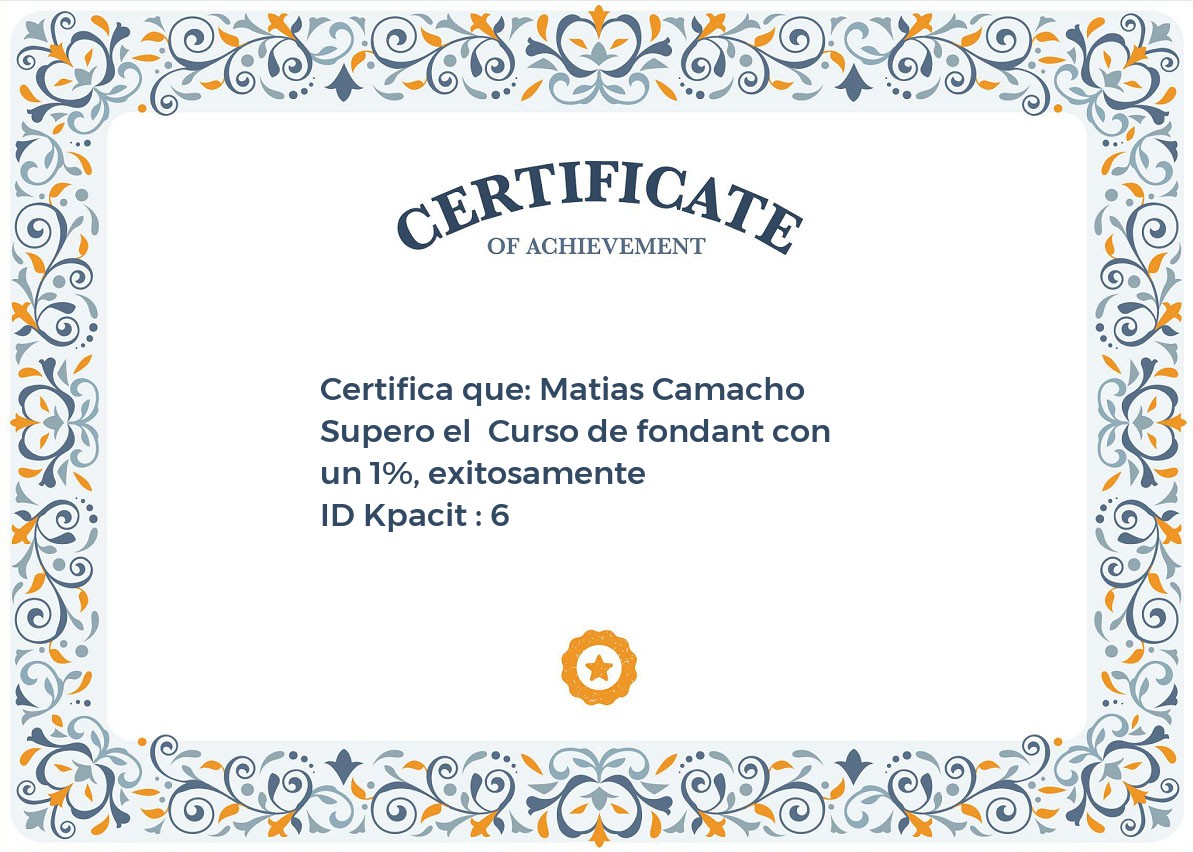 CERTIFICATE
OF ACHIEVEMENT
Certifica que: Matias Camacho
Supero el  Curso de fondant con
un 1%, exitosamente
ID Kpacit : 6